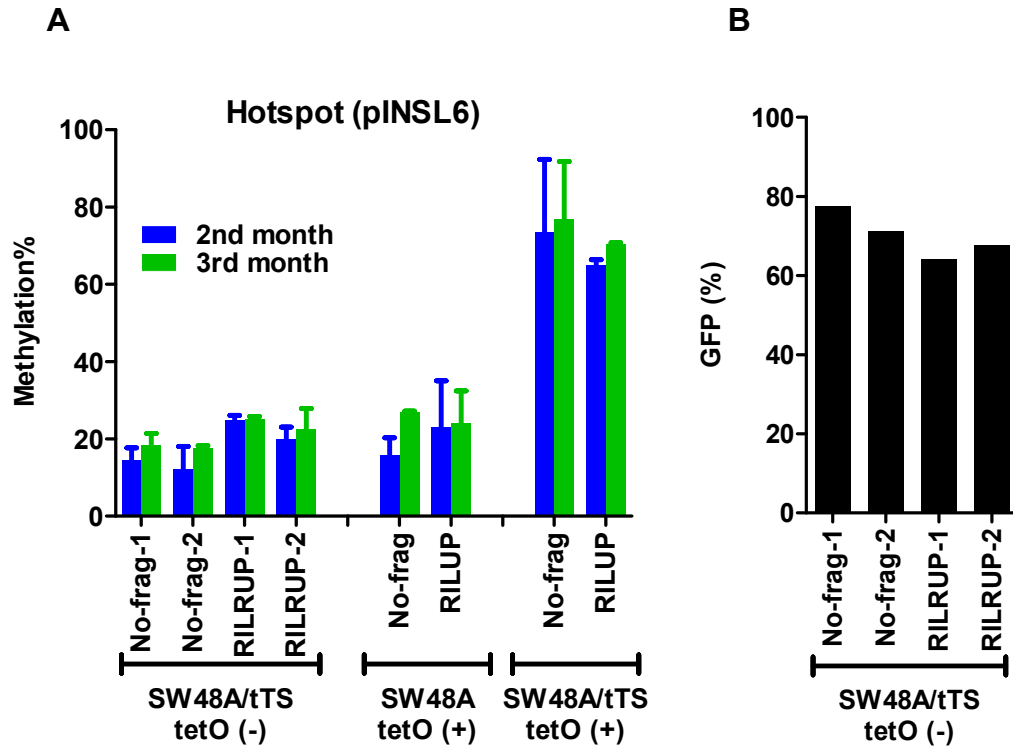 A
Hotspot (pINSL6)
Methylation%
100
80
60
40
20
0
2nd month
3rd month
No-frag-1
No-frag-2
RILRUP-1
RILRUP-2
No-frag
RILUP
No-frag
RILUP
SW48A/tTS
tetO (-)
SW48A
tetO (+)
SW48A/tTS
tetO (+)
B
GFP (%)
100
80
60
40
20
0
No-frag-1
No-frag-2
RILRUP-1
RILRUP-2
SW48A/tTS
tetO (-)